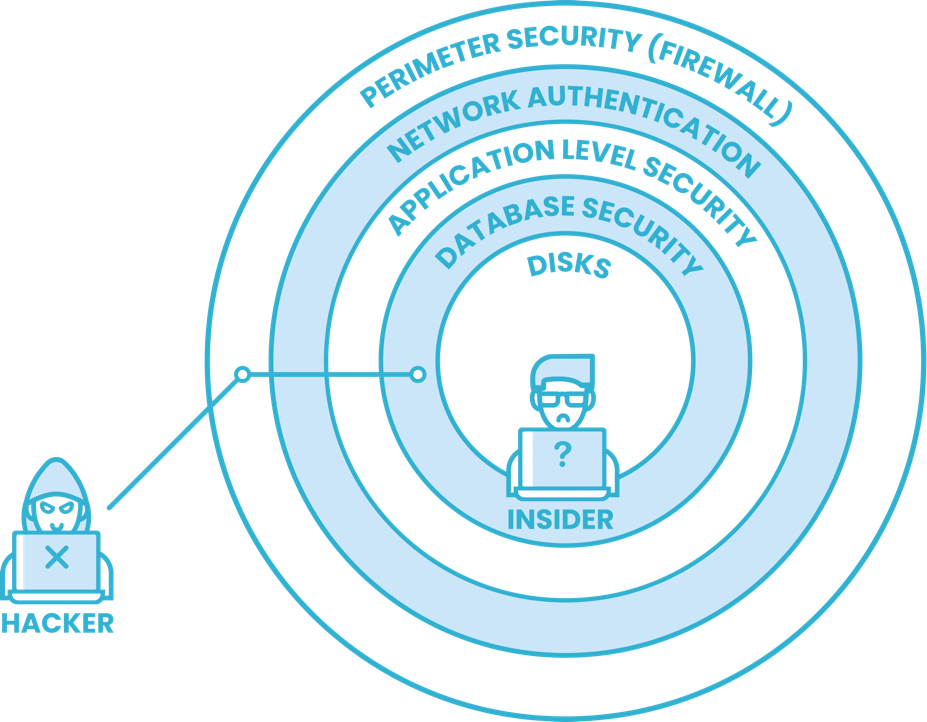 PERIMETER SECURITY (FIREWALL)
NETWORK AUTHENTICATION
APPLICATION LEVEL SECURITY
DATABASE SECURITY
DISKS
?
INSIDER
HACKER